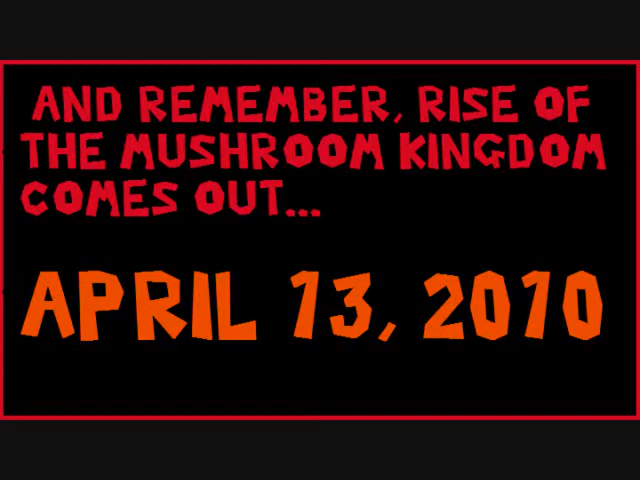 AND REMEMBER, RISE OF
THE MUSHROOM KINGDOM
COMES OUT...
APRIL 13, 2010